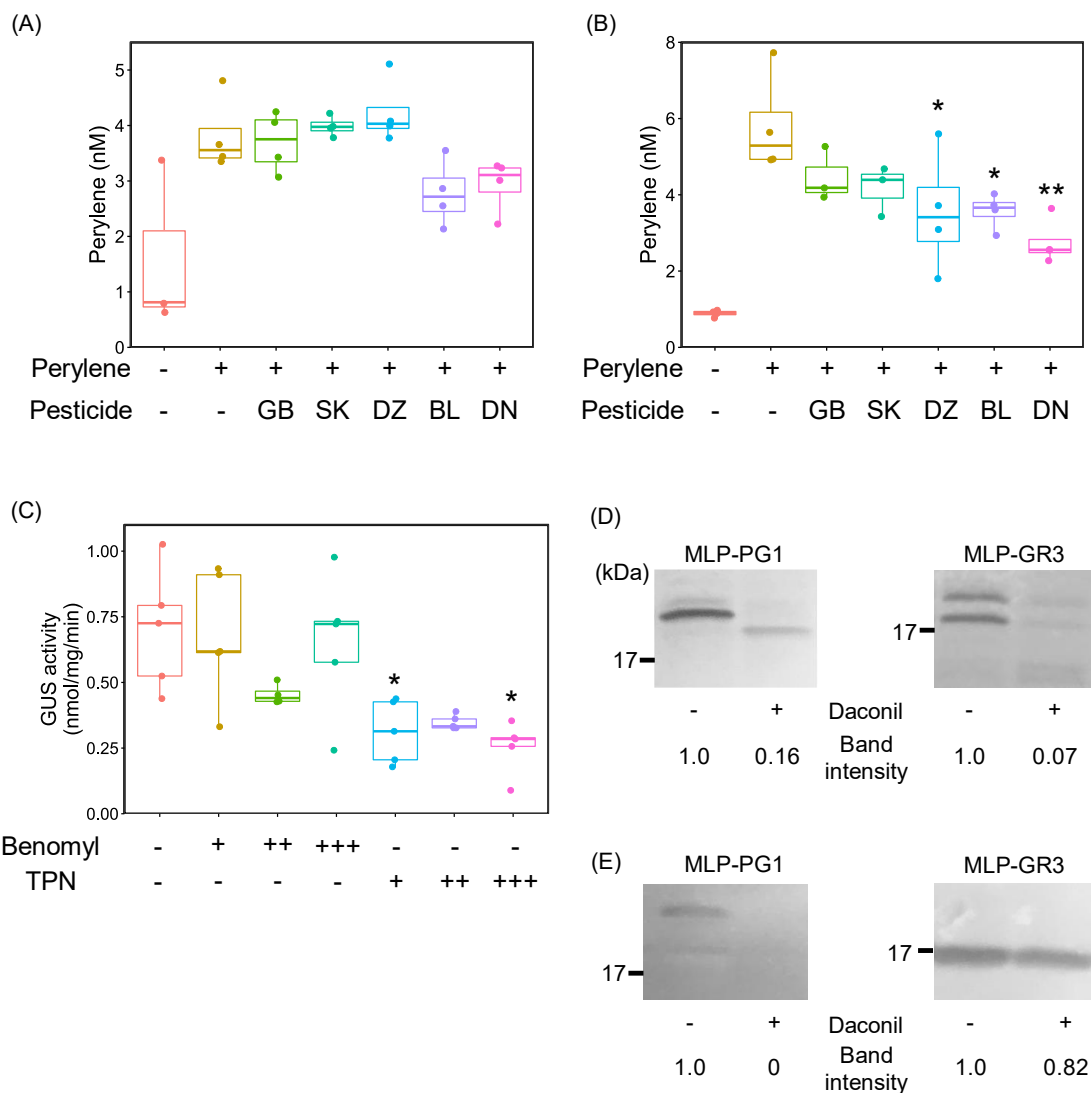 (A)
Perylene (nM)
5
4
3
2
1
0
Perylene - + + + + + +
Pesticide - - GB SK DZ BL DN
(B)
Perylene (nM)
8
6
4
2
0
*
*
**
Perylene - + + + + + +
Pesticide - - GB SK DZ BL DN
(C)
GUS activity
(nmol/mg/min)
1.00
0.75
0.50
0.25
0.00
*
*
Benomyl - + ++ +++ - - -
TPN - - - - + ++ +++
(D)
MLP-PG1 MLP-GR3
(kDa)
17 17
- + Daconil - +
1.0 0.16 Band intensity 1.0 0.07
(E)
MLP-PG1 MLP-GR3
17 17
- + Daconil - +
1.0 0 Band intensity 1.0 0.82